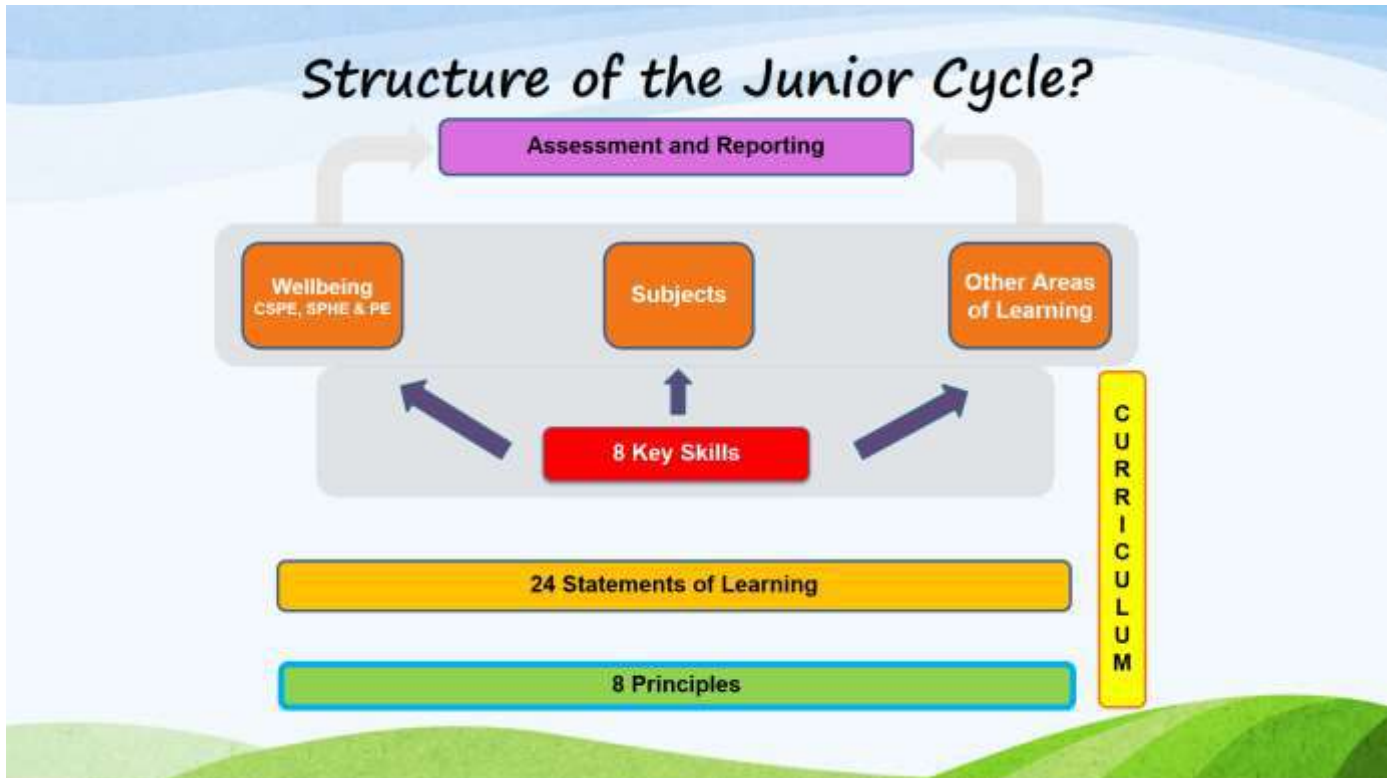 Structure of the Junior Cycle?
Assessment and Reporting
Wellbeing
CSPE, SPHE & PE
Subjects
Other Areas
of Learning
8 Key Skills
24 Statements of Learning
8 Principles
C
U
R
R
I
C
U
L
U
M